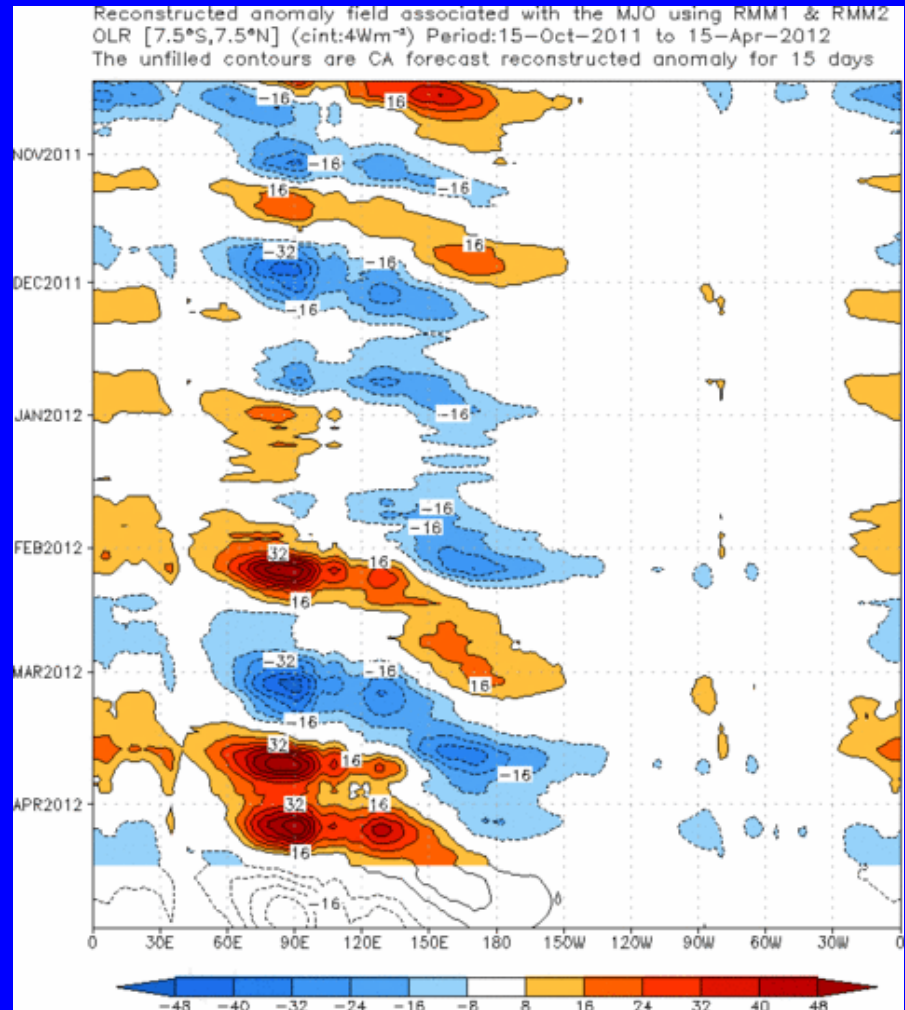 Reconstructed anomaly field associated with the MJO using RMM1 & RMM2
OLR [7.5°S,7.5°N] (cint:4Wm⁻²) Period:15-Oct-2011 to 15-Apr-2012
The unfilled contours are CA forecast reconstructed anomaly for 15 days
-16
16
NOV2011
-16
-16
16
16
-32
-16
DEC2011
-16
JAN2012
-16
-16
-16
FEB2012
32
16
16
-32
-16
MAR2012
16
-16
32
16
-16
APR2012
32
16
16
-16
0 30E 60E 90E 120E 150E 180 150W 120W 90W 60W 30W 0
-48 -40 -32 -24 -16 -8 8 16 24 32 40 48